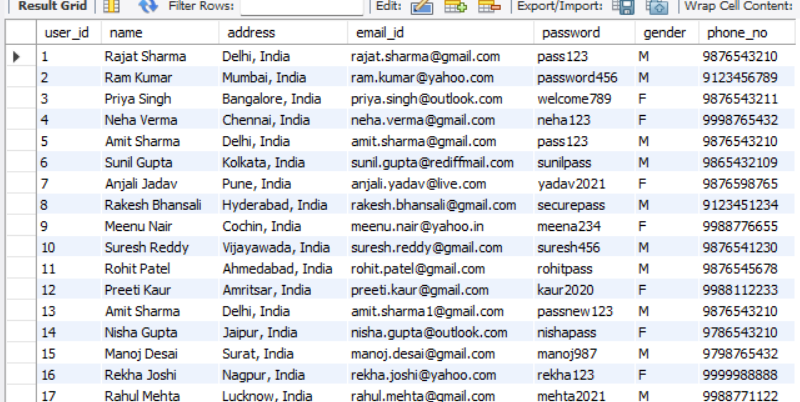 Result Grid Filter Rows: Edit: Export/Import: Wrap Cell Content:
user_id name address email_id password gender phone_no
1 Rajat Sharma Delhi, India rajat.sharma@gmail.com pass123 M 9876543210
2 Ram Kumar Mumbai, India ram.kumar@yahoo.com password456 M 9123456789
3 Priya Singh Bangalore, India priya.singh@outlook.com welcome789 F 9876543211
4 Neha Verma Chennai, India neha.verma@gmail.com neha123 F 9998765432
5 Amit Sharma Delhi, India amit.sharma@gmail.com pass123 M 9876543210
6 Sunil Gupta Kolkata, India sunil.gupta@rediffmail.com sunilpass M 9865432109
7 Anjali Jadav Pune, India anjali.yadav@live.com yadav2021 F 9876598765
8 Rakesh Bhansali Hyderabad, India rakesh.bhansali@gmail.com securepass M 9123451234
9 Meenu Nair Cochin, India meenu.nair@yahoo.in meena234 F 9988776655
10 Suresh Reddy Vijayawada, India suresh.reddy@gmail.com suresh456 M 9876541230
11 Rohit Patel Ahmedabad, India rohit.patel@gmail.com rohitpass M 9876545678
12 Preeti Kaur Amritsar, India preeti.kaur@gmail.com kaur2020 F 9988112233
13 Amit Sharma Delhi, India amit.sharma1@gmail.com passnew123 M 9876543210
14 Nisha Gupta Jaipur, India nisha.gupta@outlook.com nishapass F 9786543210
15 Manoj Desai Surat, India manoj.desai@gmail.com manoj987 M 9798765432
16 Rekha Joshi Nagpur, India rekha.joshi@yahoo.com rekha123 F 9999988888
17 Rahul Mehta Lucknow, India rahul.mehta@gmail.com mehta2021 M 9988771122